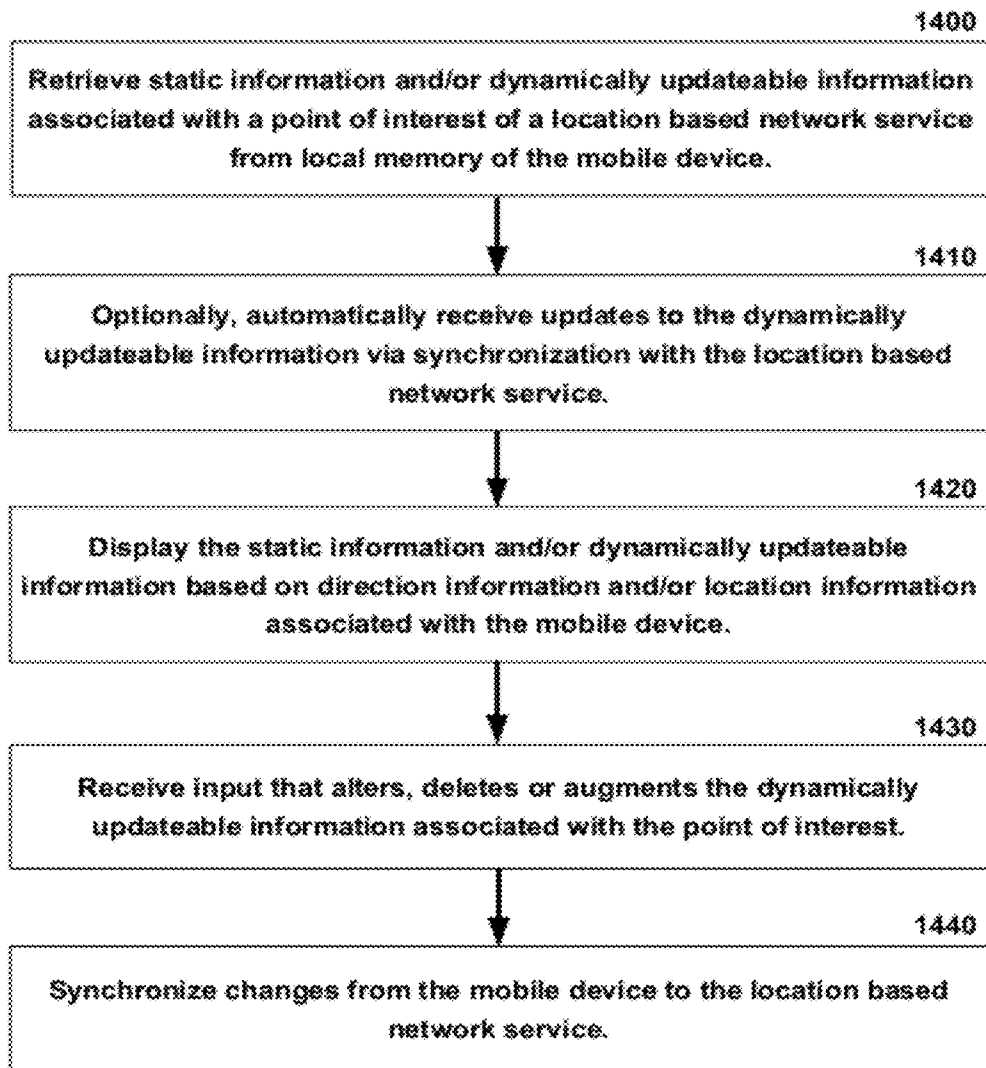 1400
Retrieve static information and/or dynamically updateable information
associated with a point of interest of a location based network service
from local memory of the mobile device.
1410
Optionally, automatically receive updates to the dynamically
updateable information via synchronization with the location based
network service.
1420
Display the static information and/or dynamically updateable
information based on direction information and/or location information
associated with the mobile device.
1430
Receive input that alters, deletes or augments the dynamically
updateable information associated with the point of interest.
1440
Synchronize changes from the mobile device to the location based
network service.